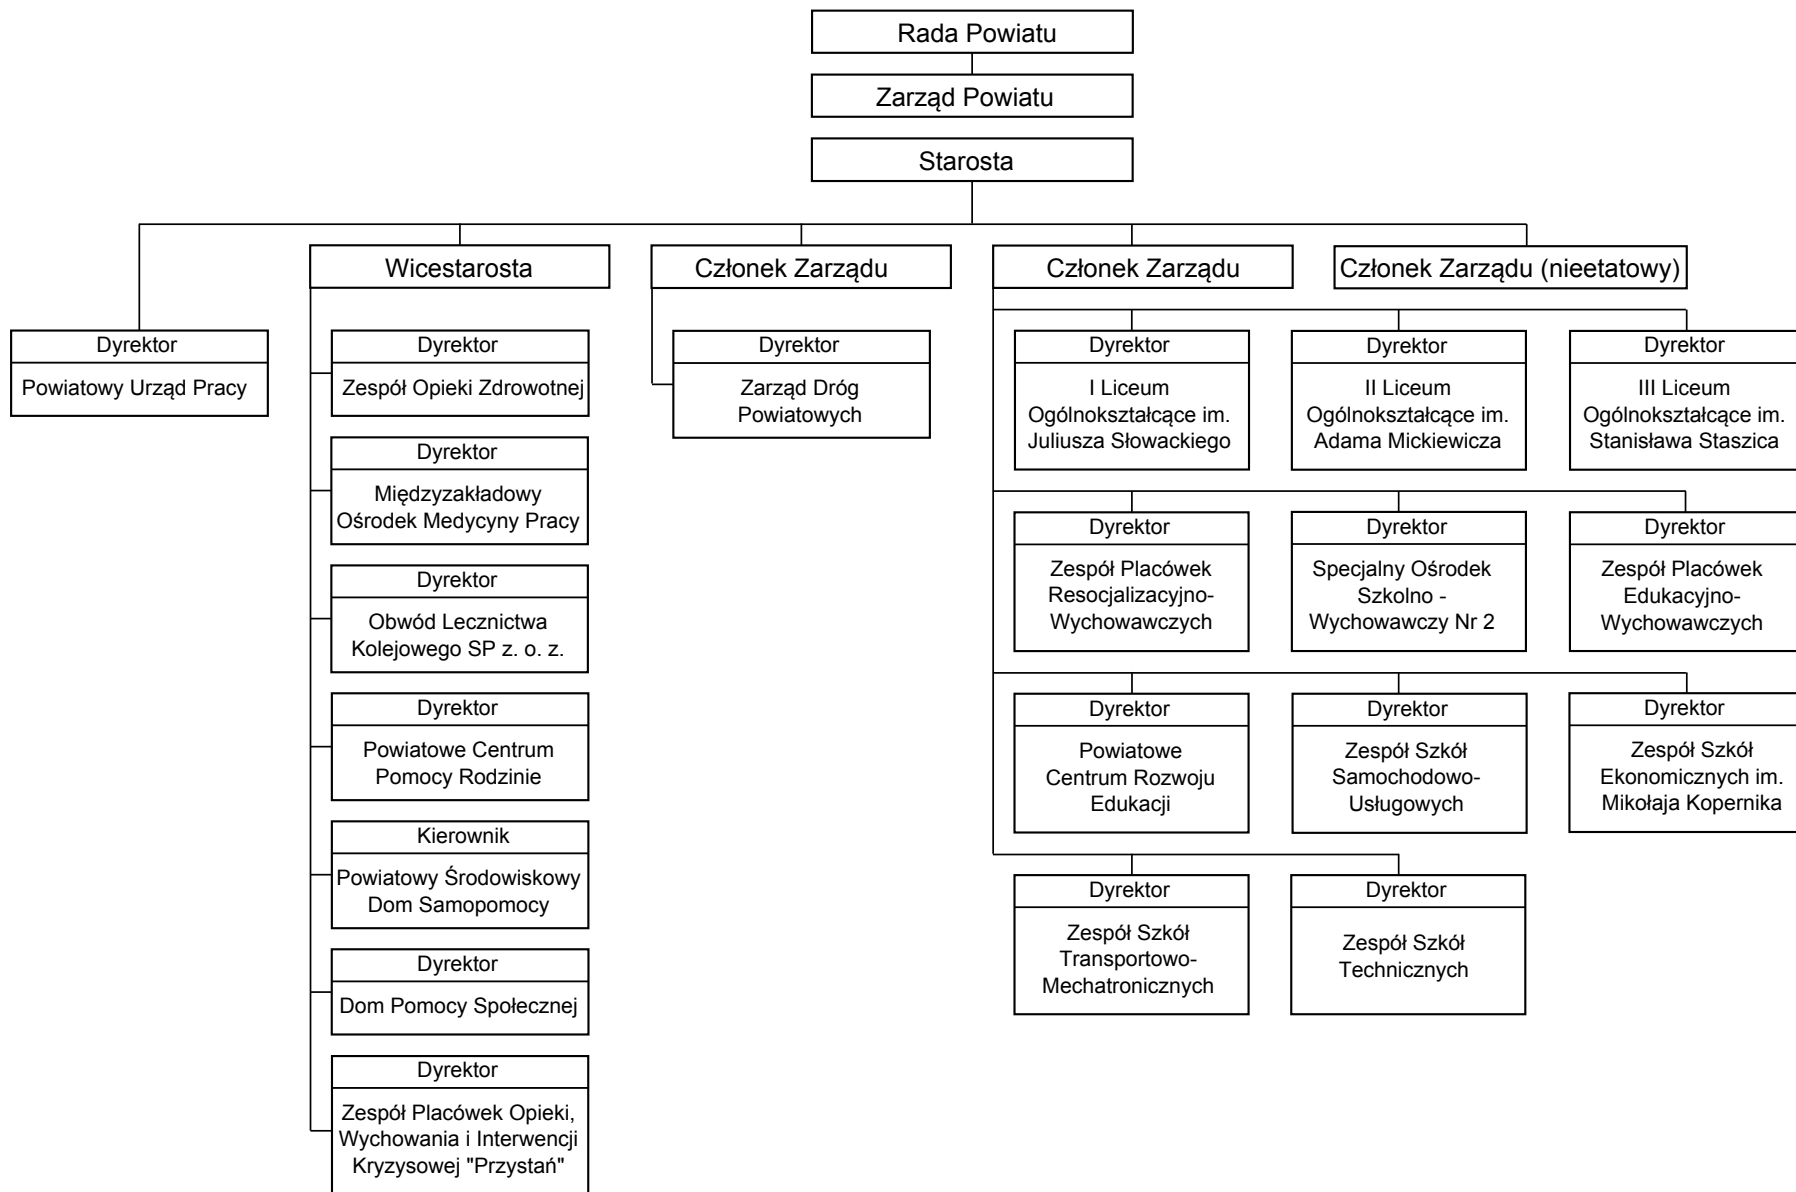 Rada Powiatu
Zarząd Powiatu
Starosta
Wicestarosta
Członek Zarządu
Członek Zarządu
Członek Zarządu (nieetatowy)
Dyrektor
Powiatowy Urząd Pracy
Dyrektor
Zespół Opieki Zdrowotnej
Dyrektor
Międzyzakładowy
Ośrodek Medycyny Pracy
Dyrektor
Obwód Lecznictwa
Kolejowego SP z. o. z.
Dyrektor
Powiatowe Centrum
Pomocy Rodzinie
Kierownik
Powiatowy Środowiskowy
Dom Samopomocy
Dyrektor
Dom Pomocy Społecznej
Dyrektor
Zespół Placówek Opieki,
Wychowania i Interwencji
Kryzysowej "Przystań"
Dyrektor
Zarząd Dróg
Powiatowych
Dyrektor
I Liceum
Ogólnokształcące im.
Juliusza Słowackiego
Dyrektor
II Liceum
Ogólnokształcące im.
Adama Mickiewicza
Dyrektor
III Liceum
Ogólnokształcące im.
Stanisława Staszica
Dyrektor
Zespół Placówek
Resocjalizacyjno-
Wychowawczych
Dyrektor
Specjalny Ośrodek
Szkolno -
Wychowawczy Nr 2
Dyrektor
Zespół Placówek
Edukacyjno-
Wychowawczych
Dyrektor
Powiatowe
Centrum Rozwoju
Edukacji
Dyrektor
Zespół Szkół
Samochodowo-
Usługowych
Dyrektor
Zespół Szkół
Ekonomicznych im.
Mikołaja Kopernika
Dyrektor
Zespół Szkół
Transportowo-
Mechatronicznych
Dyrektor
Zespół Szkół
Technicznych